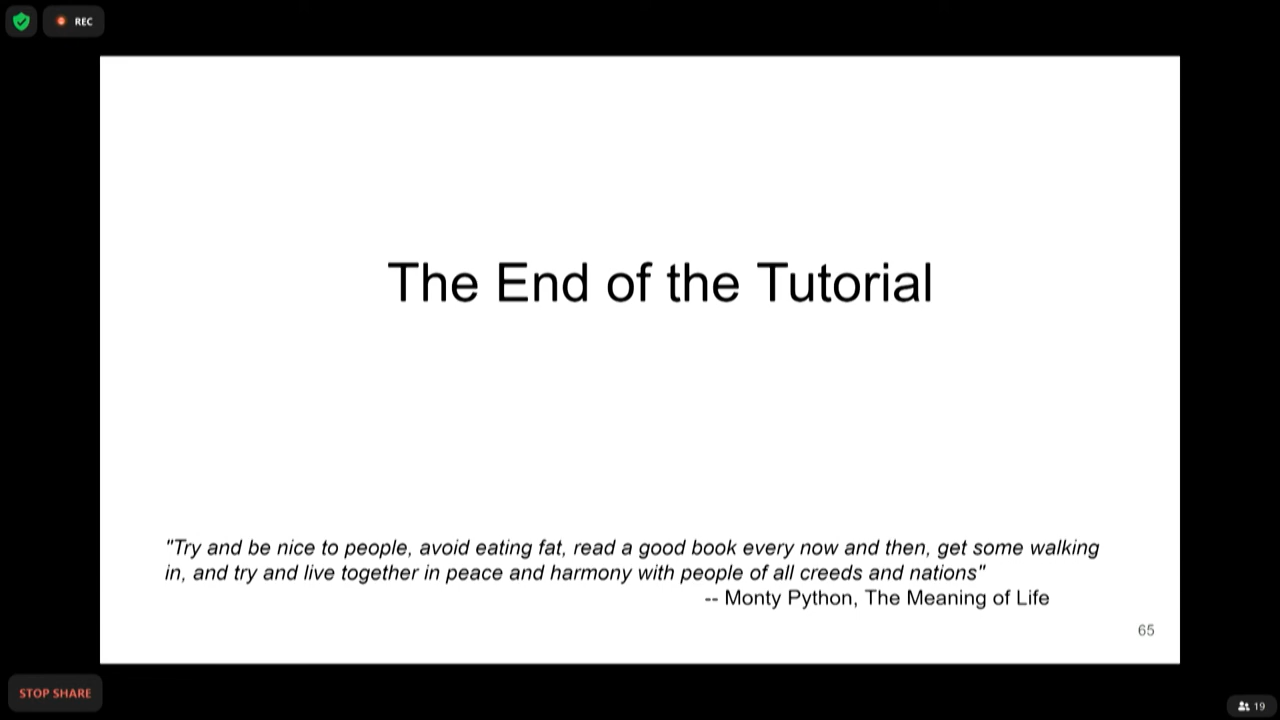 REC
The End of the Tutorial
"Try and be nice to people, avoid eating fat, read a good book every now and then, get some walking
in, and try and live together in peace and harmony with people of all creeds and nations"
-- Monty Python, The Meaning of Life
65
STOP SHARE
19